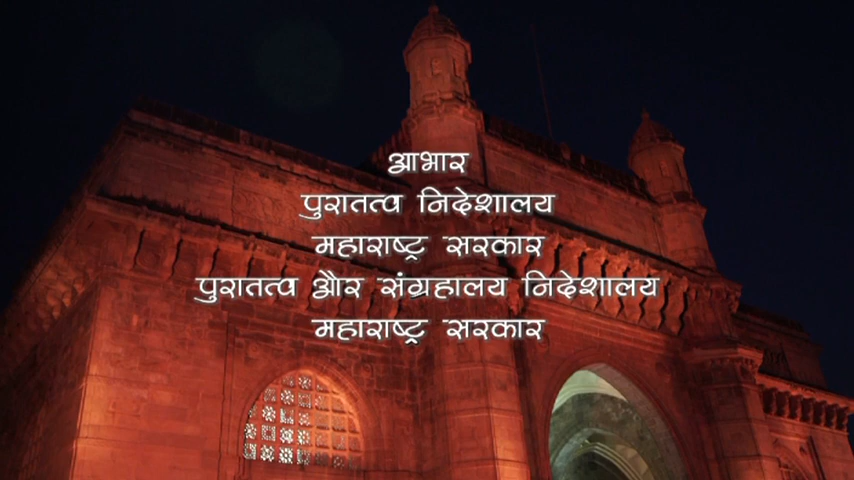 आभार
पुरातत्व निदेशालय
महाराष्ट्र सरकार
पुरातत्व और संग्रहालय निदेशालय
महाराष्ट्र सरकार